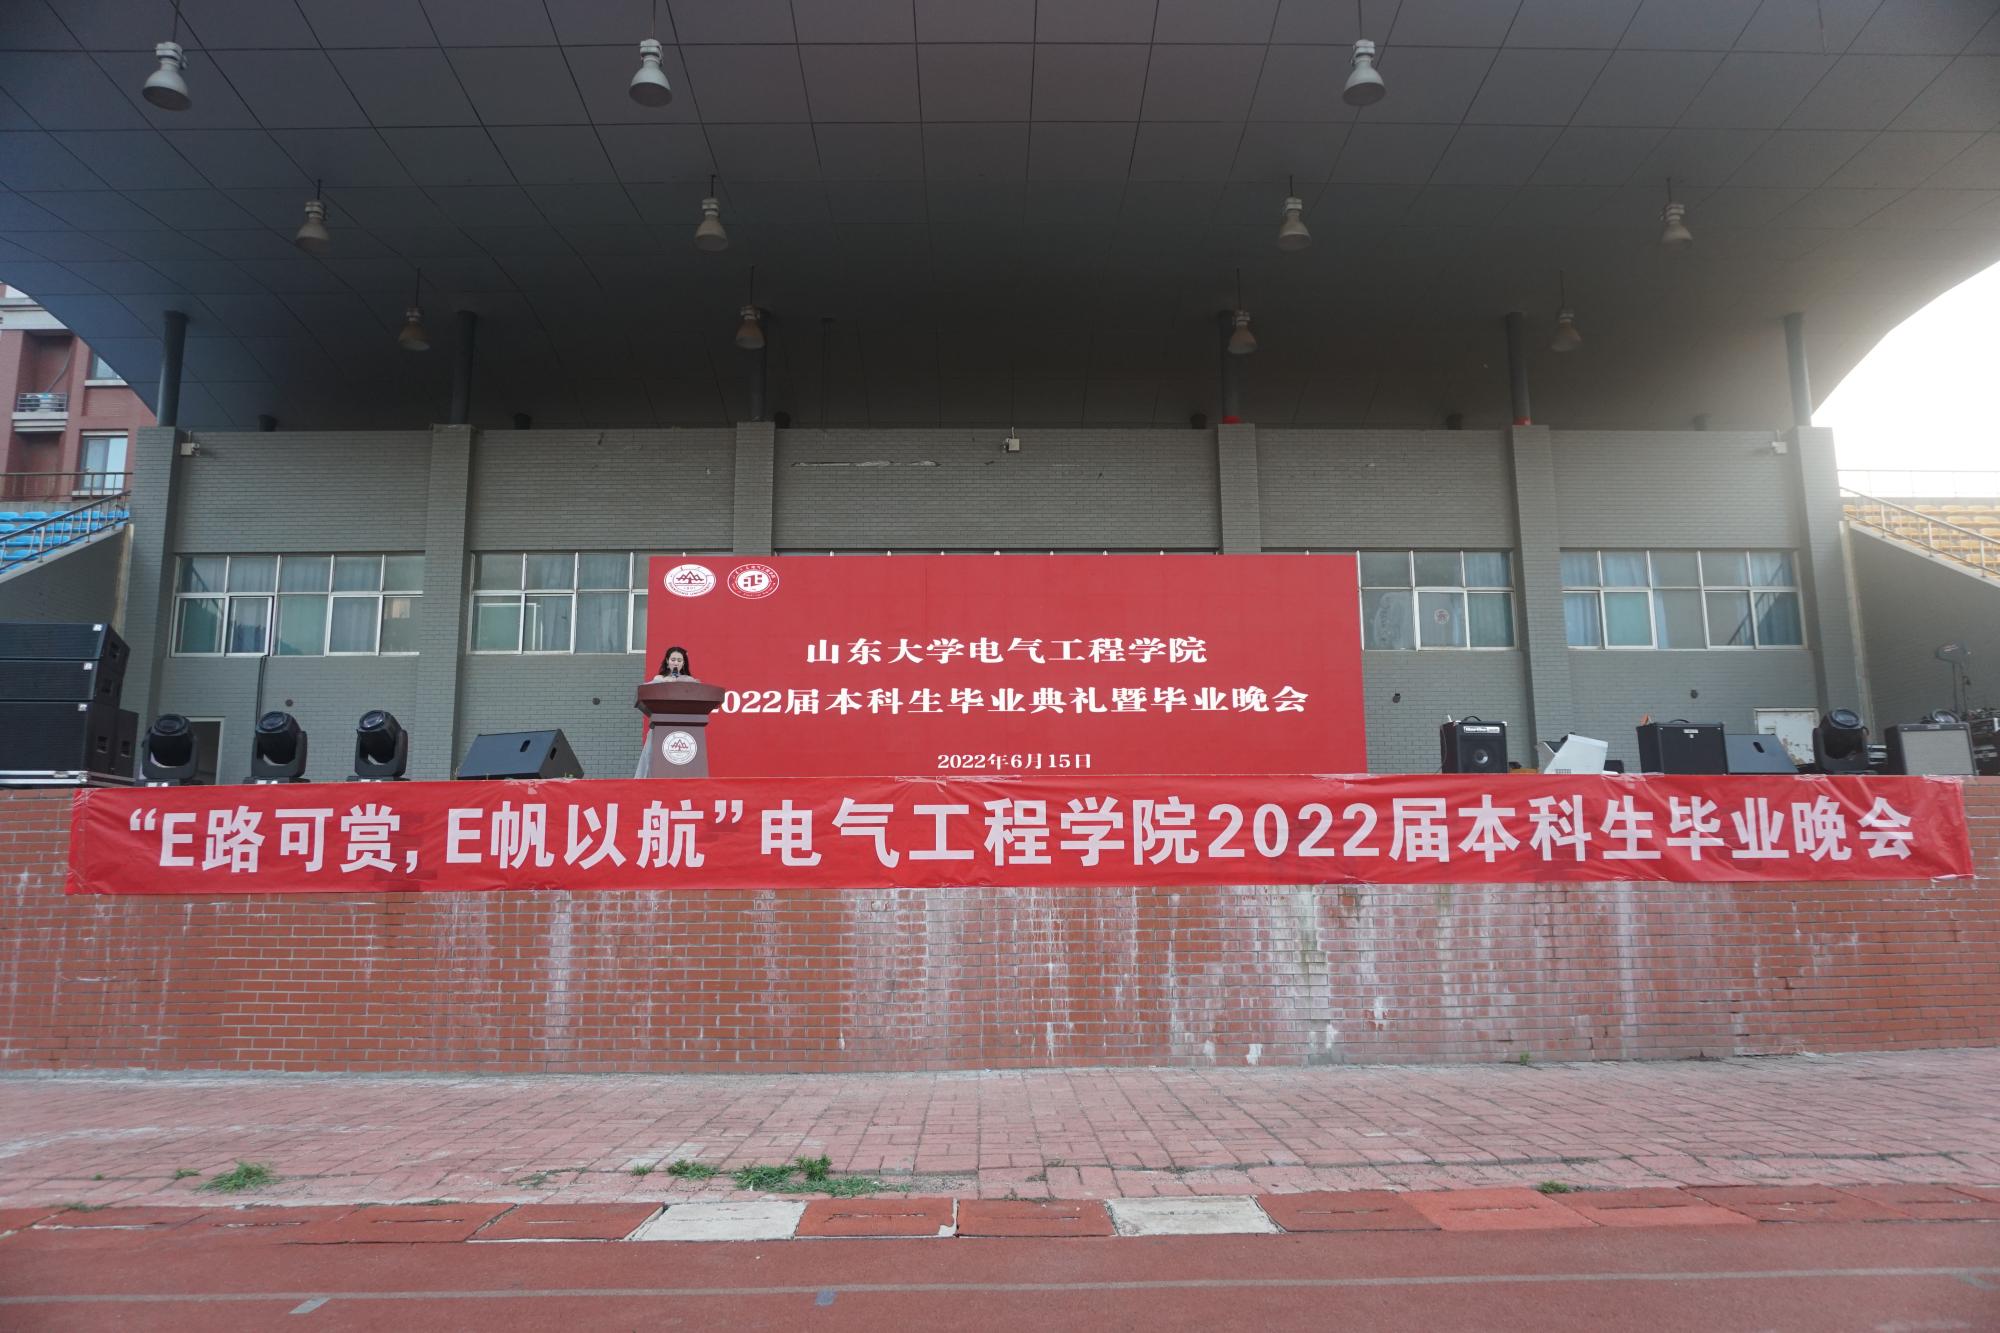 山东大学电气工程学院
2022届本科生毕业典礼暨毕业晚会
2022年6月15日
“E路可赏，E帆以航”电气工程学院2022届本科生毕业晚会